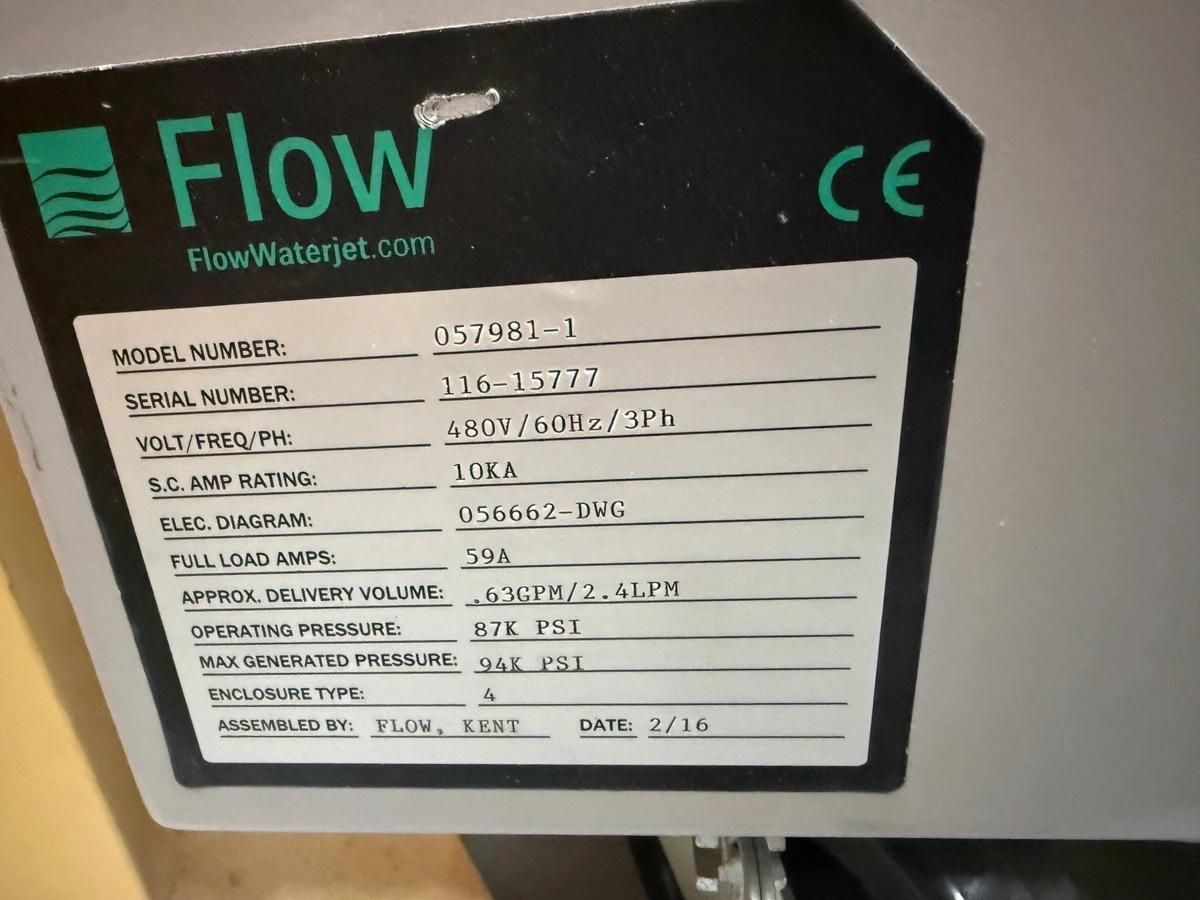 Flow
CE
FlowWaterjet.com
MODEL NUMBER: 057981-1
SERIAL NUMBER: 116-15777
VOLT/FREQ/PH: 480V/60Hz/3Ph
S.C. AMP RATING: 10KA
ELEC. DIAGRAM: 056662-DWG
FULL LOAD AMPS: 59A
APPROX. DELIVERY VOLUME: .63GPM/2.4LPM
OPERATING PRESSURE: 87K PSI
MAX GENERATED PRESSURE: 94K PSI
ENCLOSURE TYPE: 4
ASSEMBLED BY: FLOW, KENT DATE: 2/16